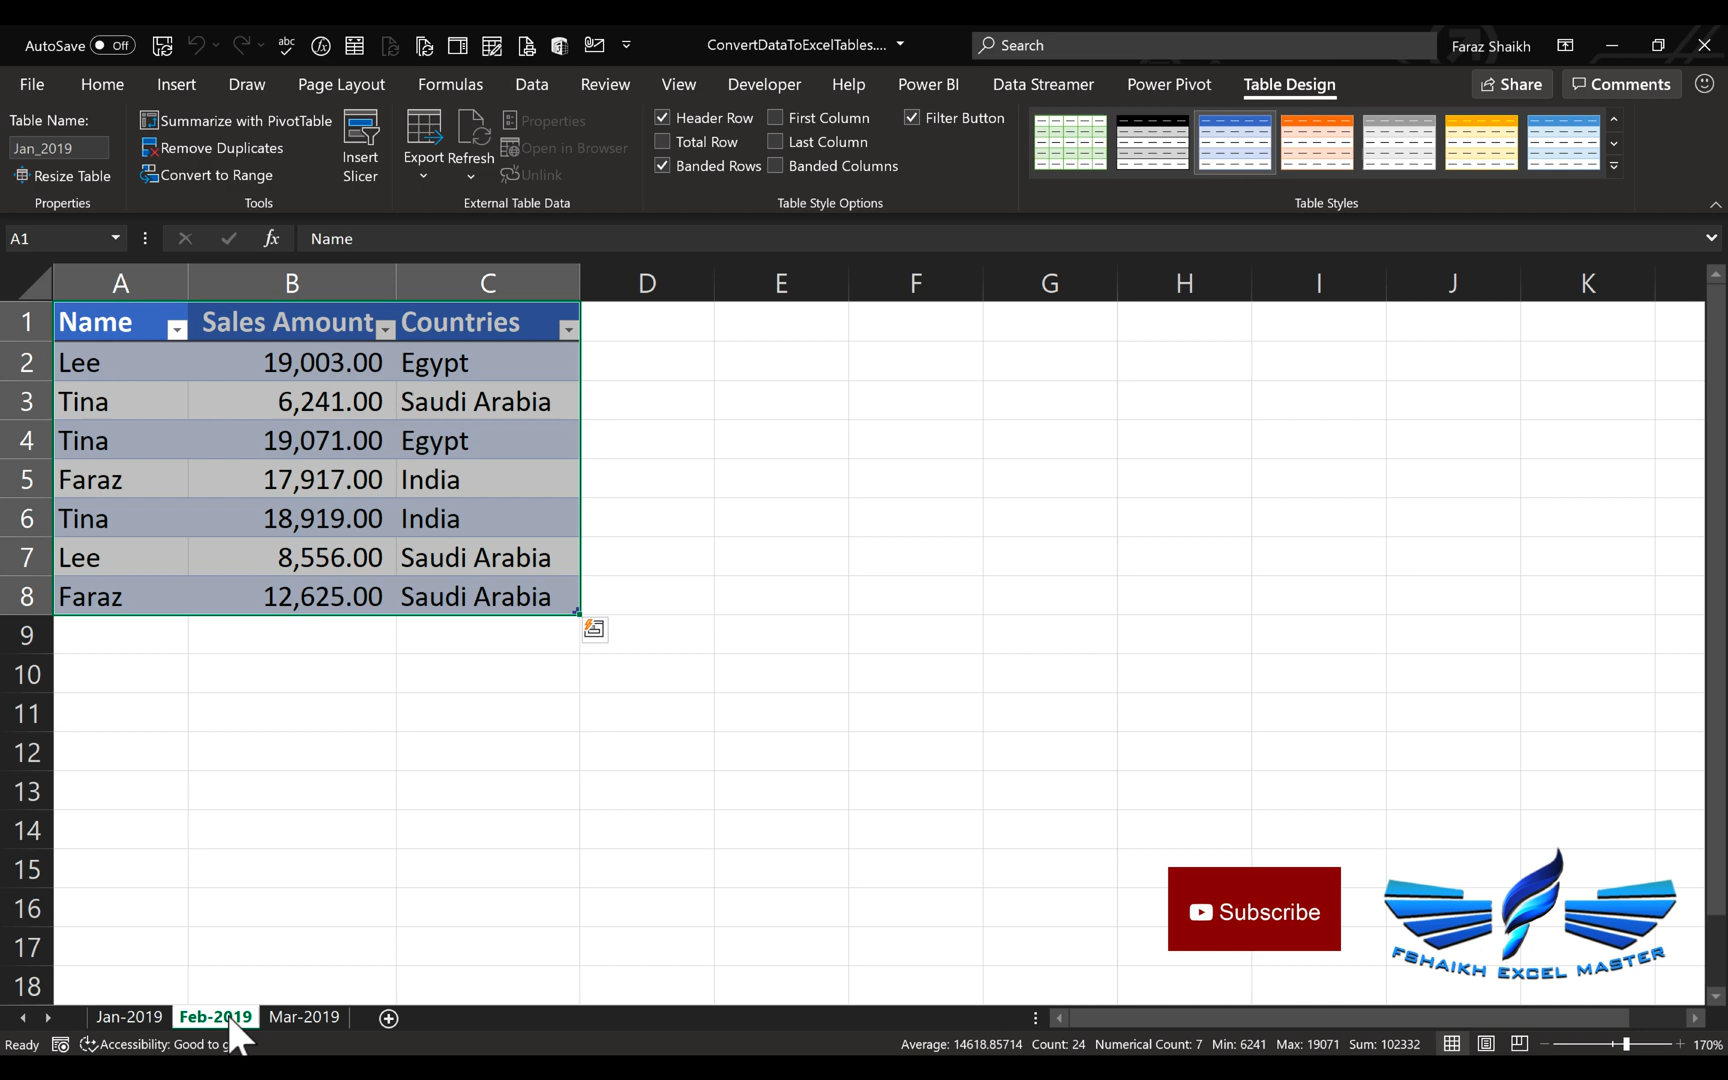 AutoSave Off abc ConvertDataToExcelTables.... Search Faraz Shaikh
File Home Insert Draw Page Layout Formulas Data Review View Developer Help Power BI Data Streamer Power Pivot Table Design Share Comments
Table Name:
Jan_2019
Resize Table
Properties
Summarize with PivotTable
Remove Duplicates
Convert to Range
Insert
Slicer
Tools
Export Refresh
Properties
Open in Browser
Unlink
External Table Data
Header Row First Column Filter Button
Total Row Last Column
Banded Rows Banded Columns
Table Style Options
Table Styles
A1 fx Name
A B C D E F G H I J K
1 Name Sales Amount Countries
2 Lee 19,003.00 Egypt
3 Tina 6,241.00 Saudi Arabia
4 Tina 19,071.00 Egypt
5 Faraz 17,917.00 India
6 Tina 18,919.00 India
7 Lee 8,556.00 Saudi Arabia
8 Faraz 12,625.00 Saudi Arabia
9
10
11
12
13
14
15
16
17
18
Subscribe
FSHAIKH EXCEL MASTER
Jan-2019 Feb-2019 Mar-2019
Ready Accessibility: Good to Average: 14618.85714 Count: 24 Numerical Count: 7 Min: 6241 Max: 19071 Sum: 102332 170%